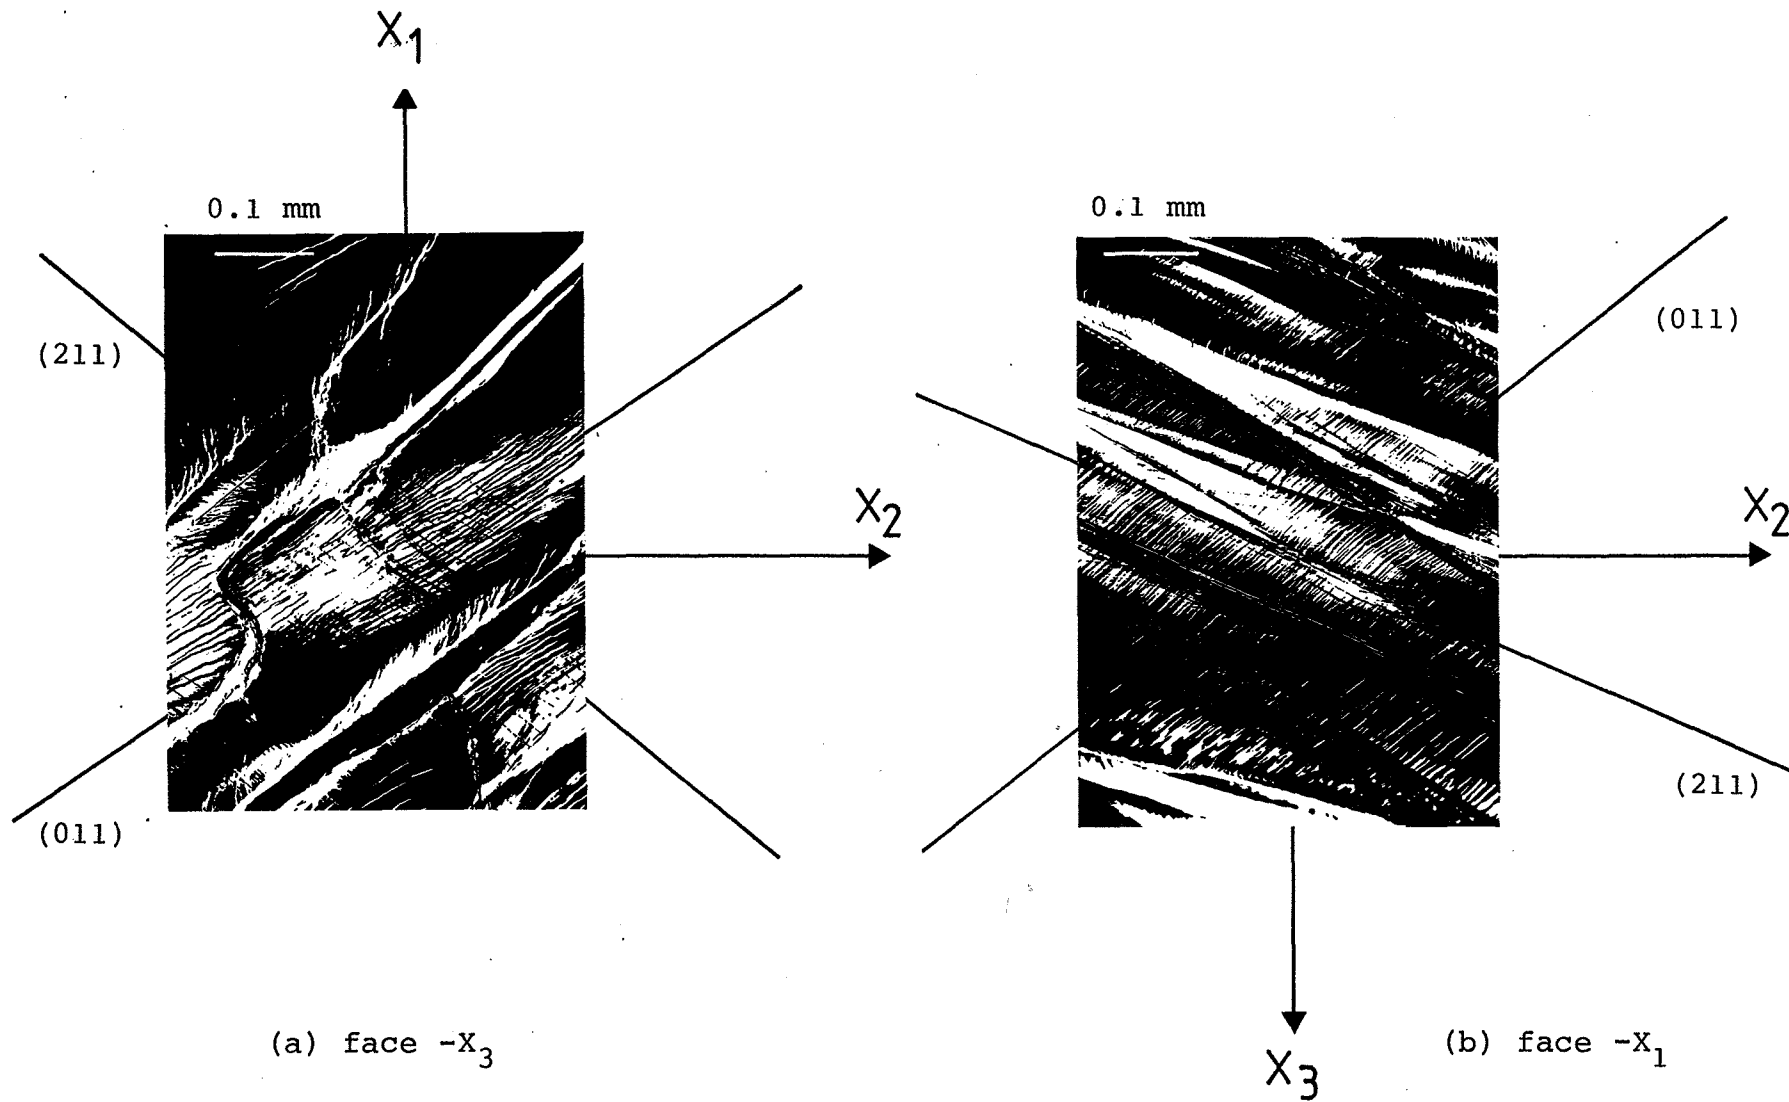 X1
0.1 mm
(211)
X2
(011)
(a) face -X3
0.1 mm
(011)
X2
(211)
X3
(b) face -X1